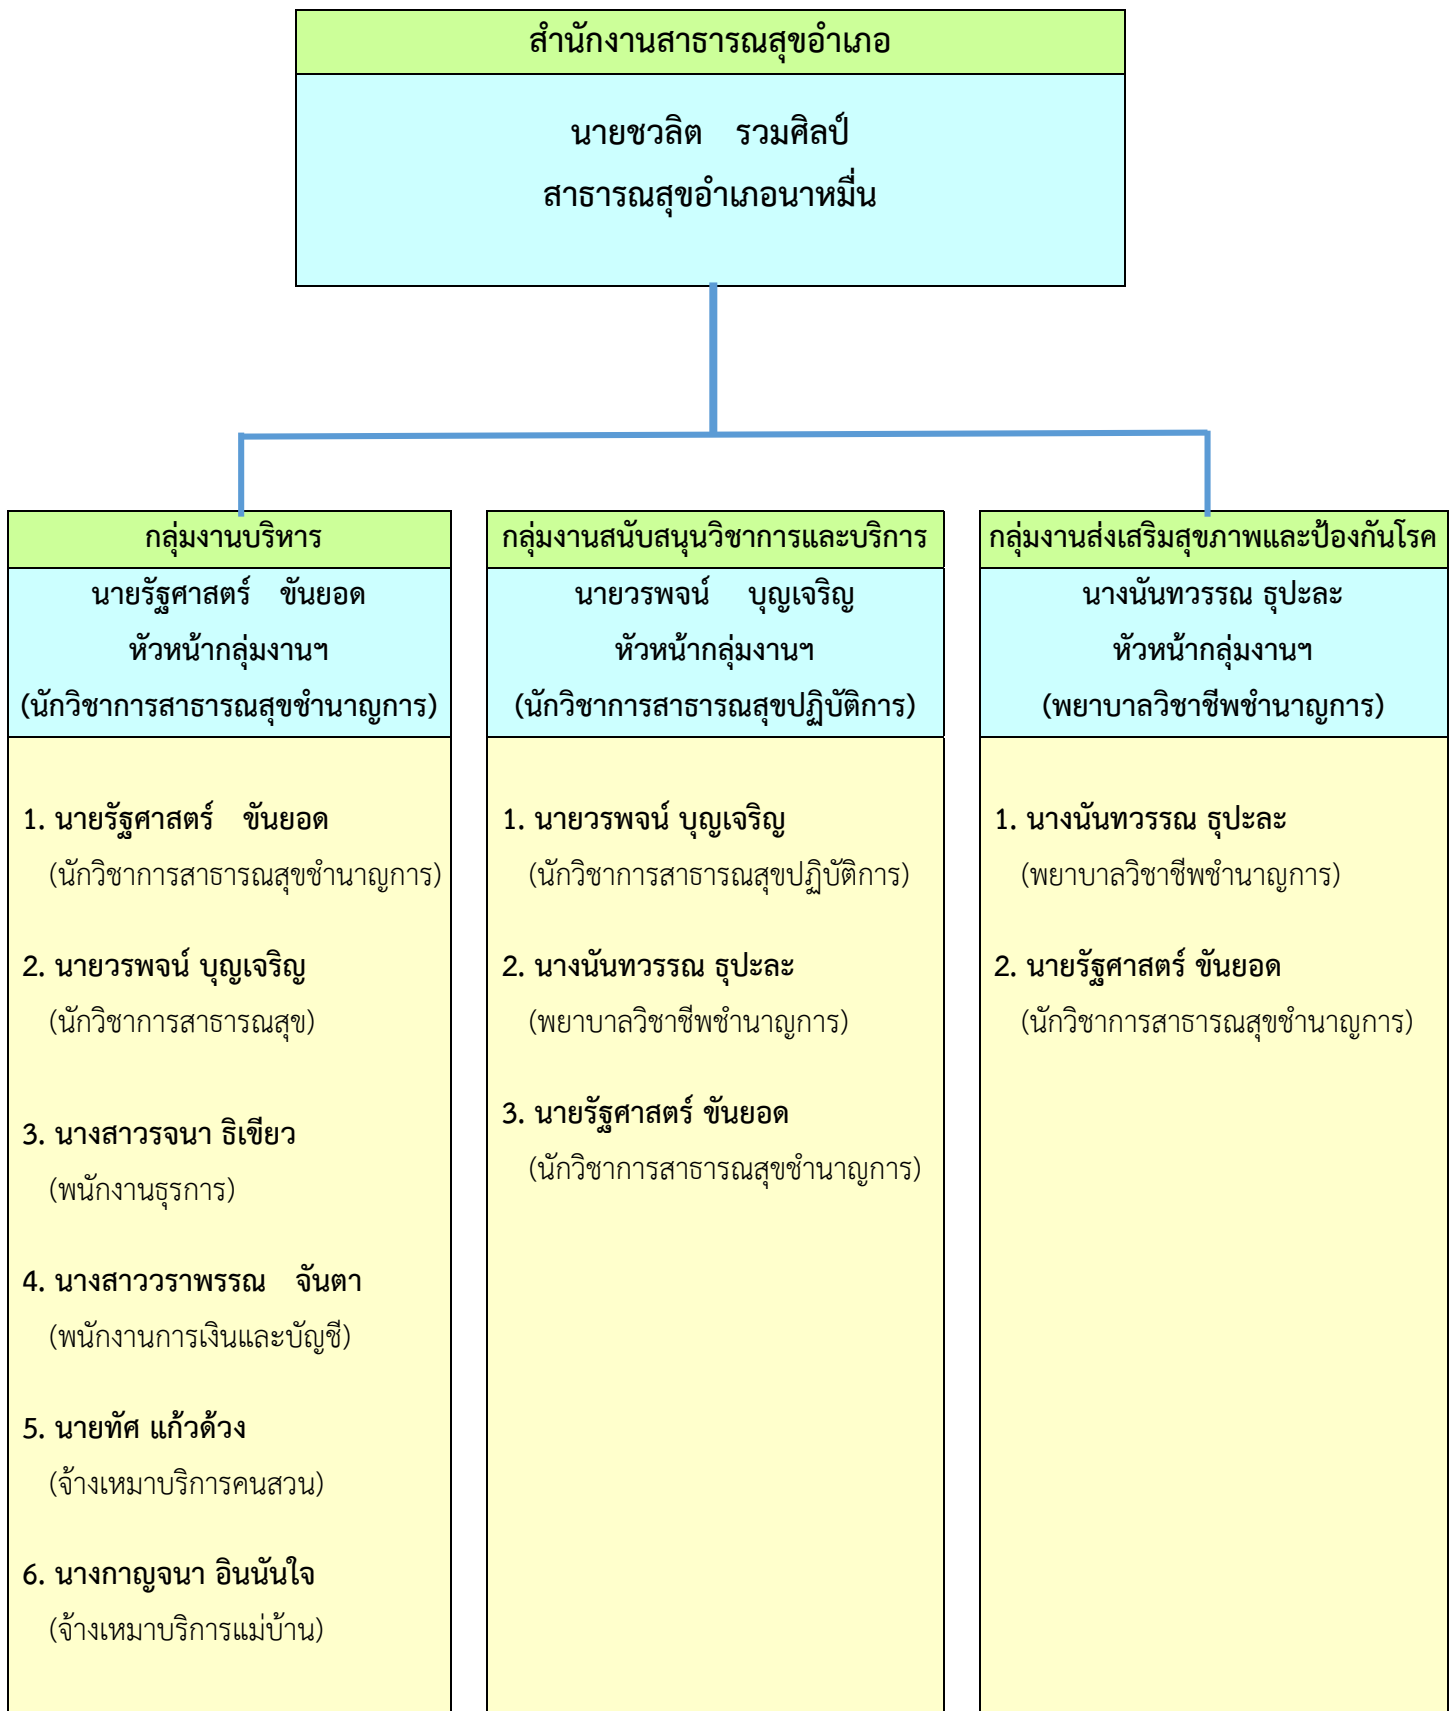 สำนักงานสาธารณสุขอำเภอ
นายชวลิต รวมศิลป์
สาธารณสุขอำเภอนาหมื่น
กลุ่มงานบริหาร
นายรัฐศาสตร์ ขันยอด
หัวหน้ากลุ่มงานฯ
(นักวิชาการสาธารณสุขชำนาญการ)
1. นายรัฐศาสตร์ ขันยอด
(นักวิชาการสาธารณสุขชำนาญการ)
2. นายวรพจน์ บุญเจริญ
(นักวิชาการสาธารณสุข)
3. นางสาวรจนา ธิเขียว
(พนักงานธุรการ)
4. นางสาววราพรรณ จันตา
(พนักงานการเงินและบัญชี)
5. นายทัศ แก้วด้วง
(จ้างเหมาบริการคนสวน)
6. นางกาญจนา อินนันใจ
(จ้างเหมาบริการแม่บ้าน)
กลุ่มงานสนับสนุนวิชาการและบริการ
นายวรพจน์ บุญเจริญ
หัวหน้ากลุ่มงานฯ
(นักวิชาการสาธารณสุขปฏิบัติการ)
1. นายวรพจน์ บุญเจริญ
(นักวิชาการสาธารณสุขปฏิบัติการ)
2. นางนันทวรรณ ธุปะละ
(พยาบาลวิชาชีพชำนาญการ)
3. นายรัฐศาสตร์ ขันยอด
(นักวิชาการสาธารณสุขชำนาญการ)
กลุ่มงานส่งเสริมสุขภาพและป้องกันโรค
นางนันทวรรณ ธุปะละ
หัวหน้ากลุ่มงานฯ
(พยาบาลวิชาชีพชำนาญการ)
1. นางนันทวรรณ ธุปะละ
(พยาบาลวิชาชีพชำนาญการ)
2. นายรัฐศาสตร์ ขันยอด
(นักวิชาการสาธารณสุขชำนาญการ)